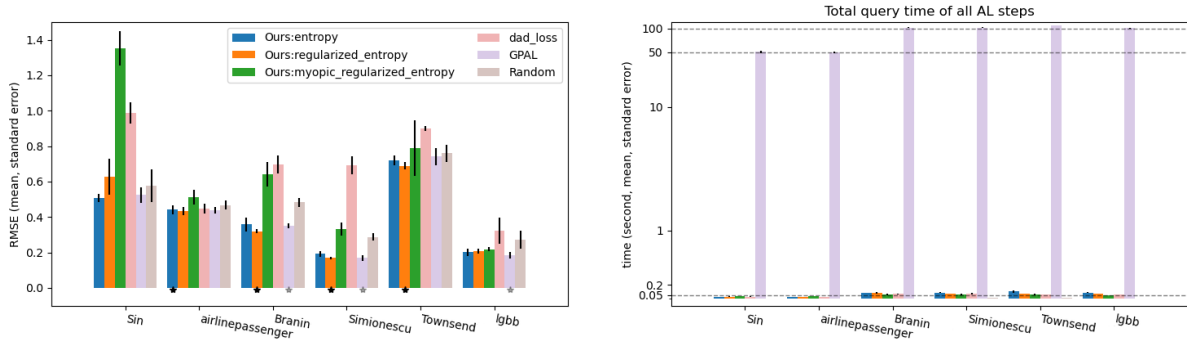 RMSE (mean, standard error)
1.4
1.2
1.0
0.8
0.6
0.4
0.2
0.0
Ours:entropy
Ours:regularized_entropy
Ours:myopic_regularized_entropy
dad_loss
GPAL
Random
Sin
airlinepassenger
Branin
Simionescu
Townsend
lgbb
Total query time of all AL steps
time (second, mean, standard error)
100
50
10
1
0.2
0.05
Sin
airlinepassenger
Branin
Simionescu
Townsend
lgbb